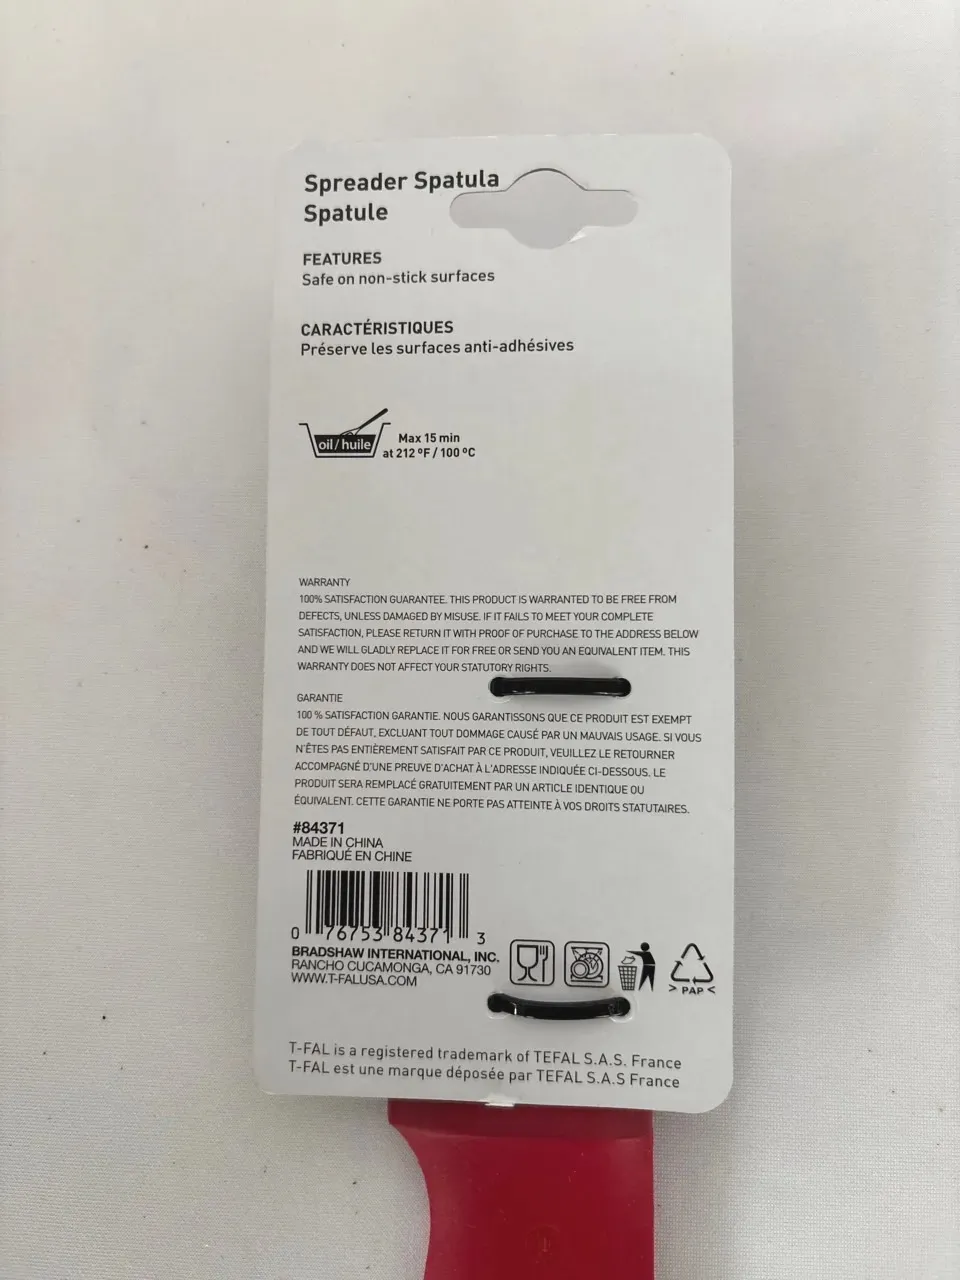 Spreader Spatula
Spatule
FEATURES
Safe on non-stick surfaces
CARACTÉRISTIQUES
Préserve les surfaces anti-adhésives
oil / huile
Max 15 min
at 212 ºF / 100 ºC
WARRANTY
100% SATISFACTION GUARANTEE. THIS PRODUCT IS WARRANTED TO BE FREE FROM
DEFECTS, UNLESS DAMAGED BY MISUSE. IF IT FAILS TO MEET YOUR COMPLETE
SATISFACTION, PLEASE RETURN IT WITH PROOF OF PURCHASE TO THE ADDRESS BELOW
AND WE WILL GLADLY REPLACE IT FOR FREE OR SEND YOU AN EQUIVALENT ITEM. THIS
WARRANTY DOES NOT AFFECT YOUR STATUTORY RIGHTS.
GARANTIE
100 % SATISFACTION GARANTIE. NOUS GARANTISSONS QUE CE PRODUIT EST EXEMPT
DE TOUT DÉFAUT, EXCLUANT TOUT DOMMAGE CAUSÉ PAR UN MAUVAIS USAGE. SI VOUS
N'ÊTES PAS ENTIÈREMENT SATISFAIT PAR CE PRODUIT, VEUILLEZ LE RETOURNER
ACCOMPAGNÉ D'UNE PREUVE D'ACHAT À L'ADRESSE INDIQUÉE CI-DESSOUS. LE
PRODUIT SERA REMPLACÉ GRATUITEMENT PAR UN ARTICLE IDENTIQUE OU
ÉQUIVALENT. CETTE GARANTIE NE PORTE PAS ATTEINTE À VOS DROITS STATUTAIRES.
#84371
MADE IN CHINA
FABRIQUÉ EN CHINE
0 76753 84371 3
BRADSHAW INTERNATIONAL, INC.
RANCHO CUCAMONGA, CA 91730
WWW.T-FALUSA.COM
PAP
T-FAL is a registered trademark of TEFAL S.A.S. France
T-FAL est une marque déposée par TEFAL S.A.S France